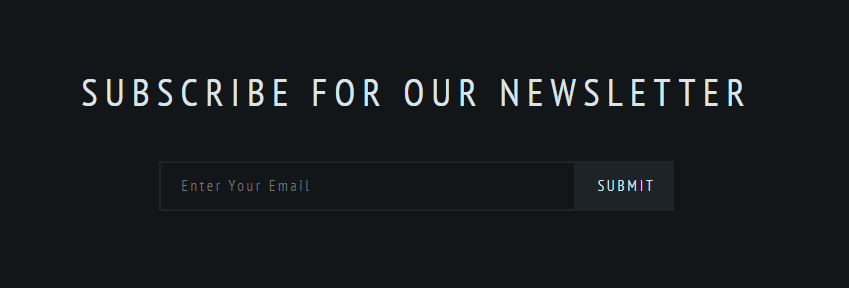 SUBSCRIBE FOR OUR NEWSLETTER
Enter Your Email
SUBMIT